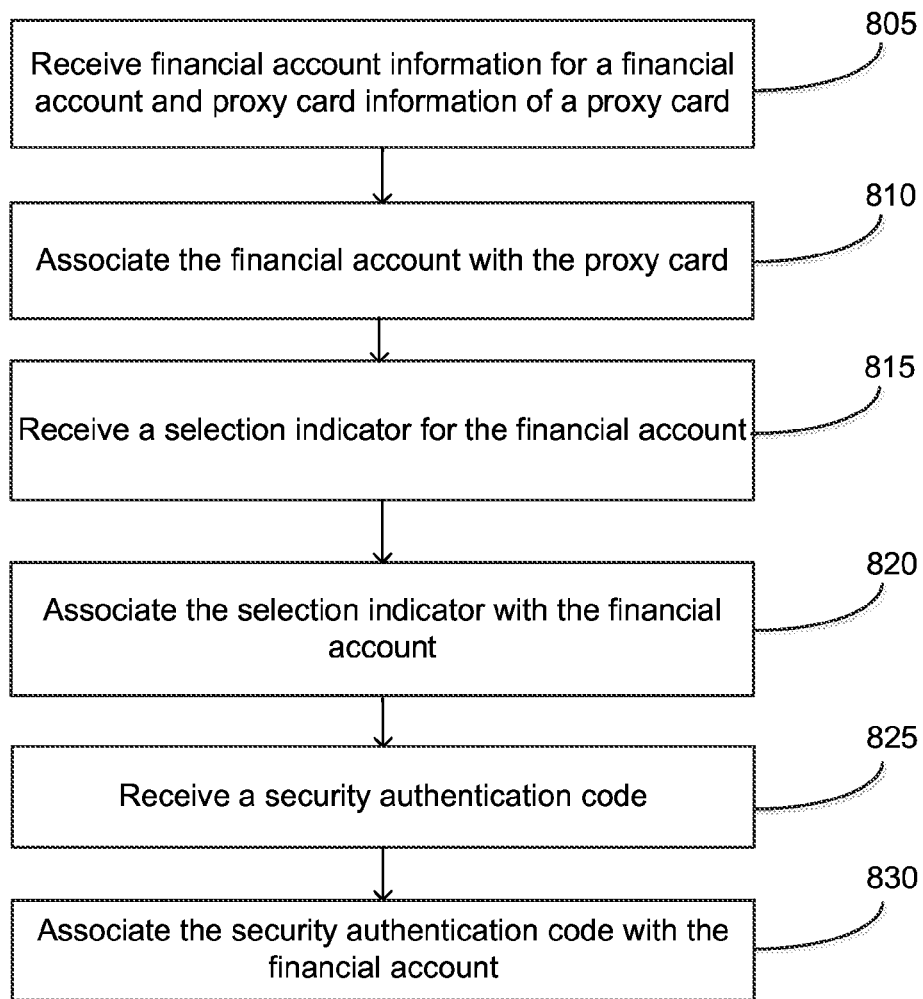 805
Receive financial account information for a financial
account and proxy card information of a proxy card
810
Associate the financial account with the proxy card
815
Receive a selection indicator for the financial account
820
Associate the selection indicator with the financial
account
825
Receive a security authentication code
830
Associate the security authentication code with the
financial account